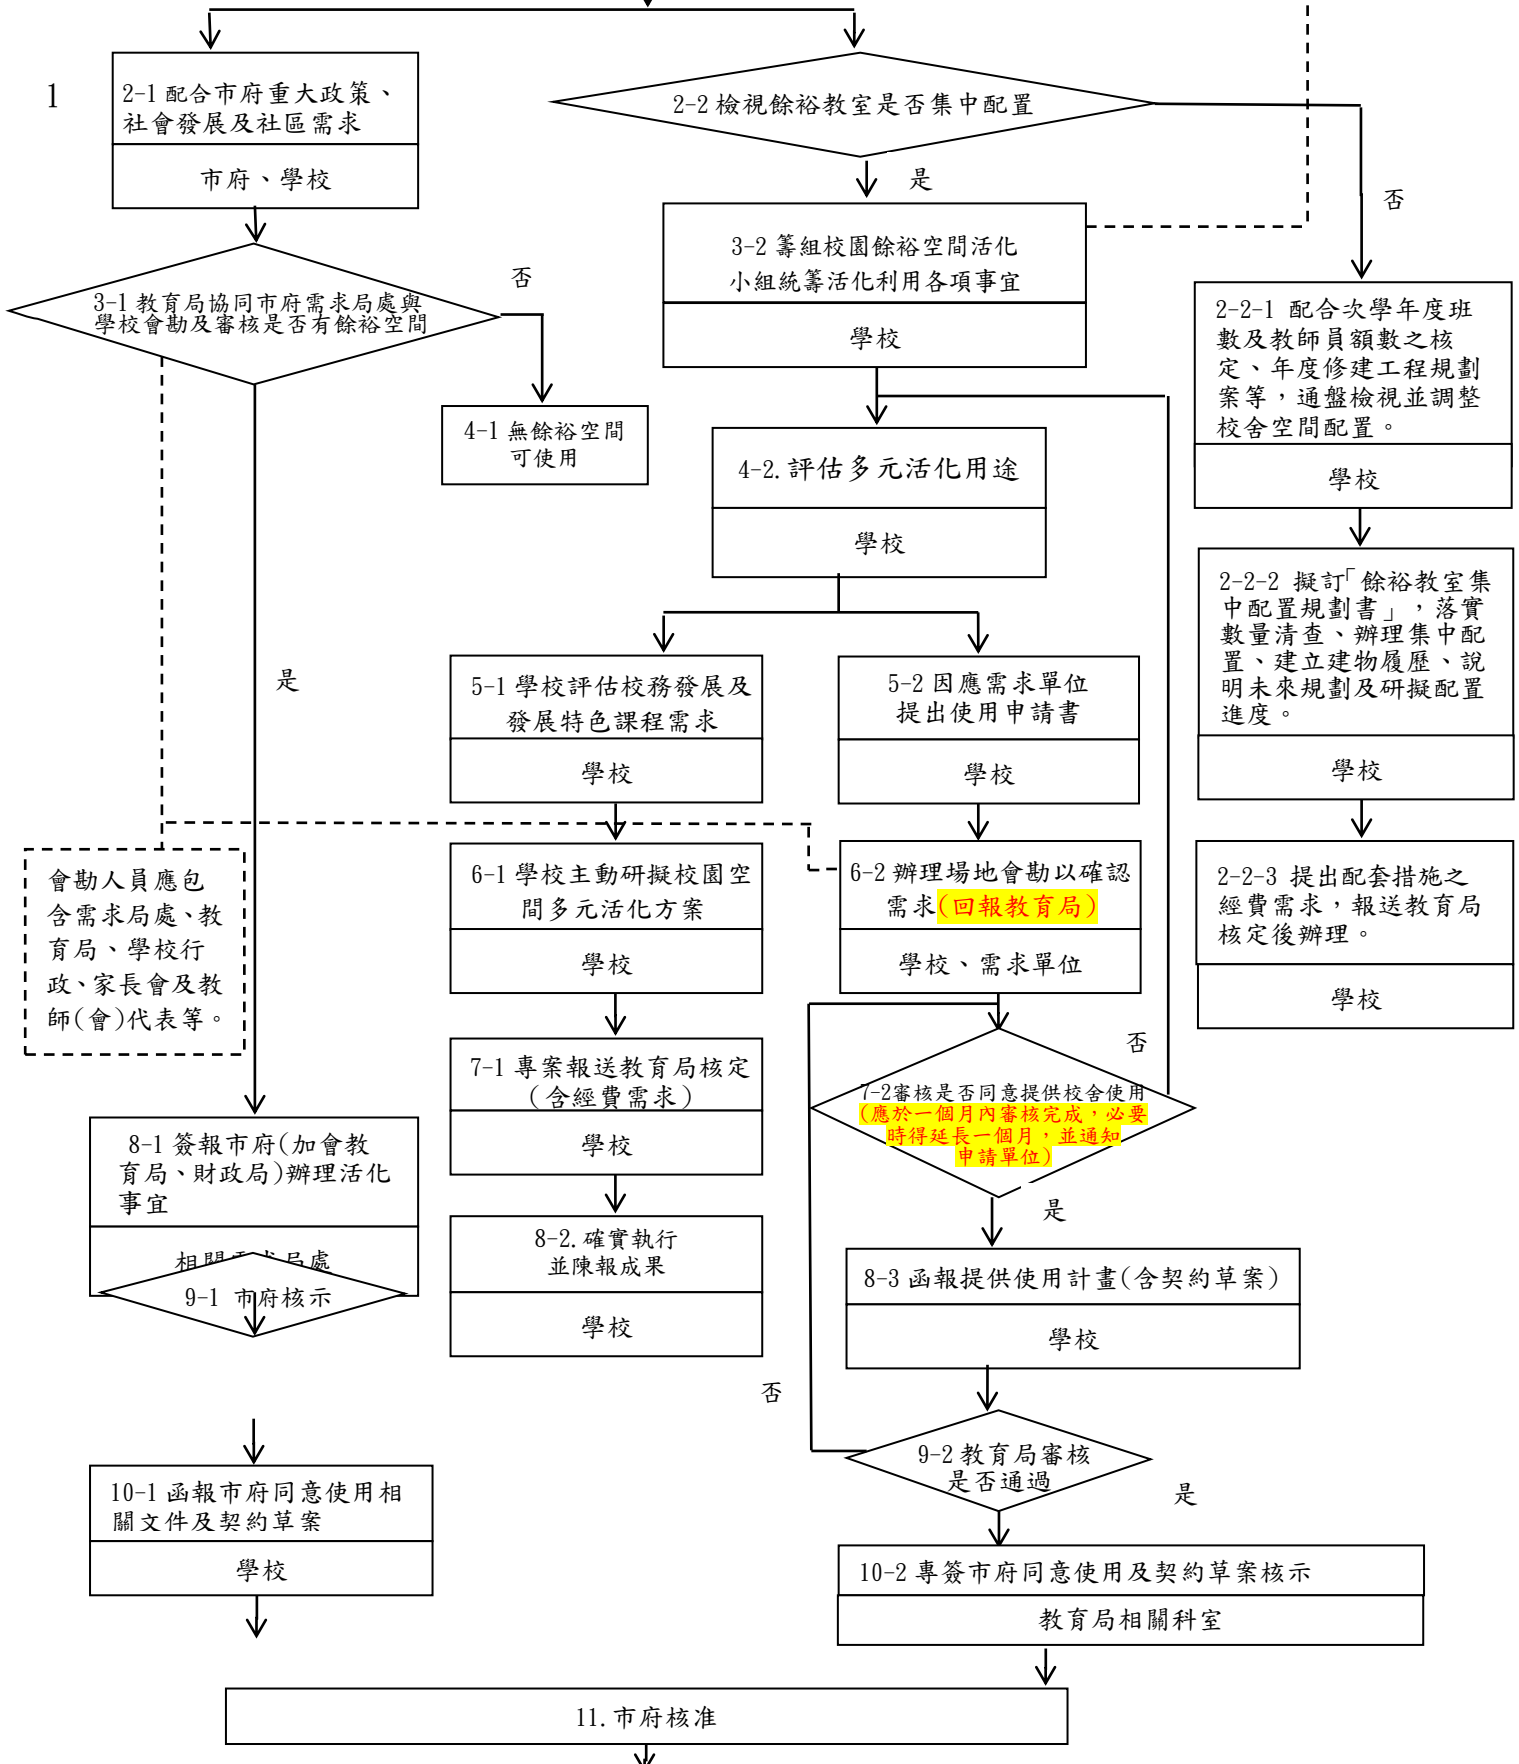 1
2-1 配合市府重大政策、
社會發展及社區需求
市府、學校
2-2 檢視餘裕教室是否集中配置
是
否
3-1 教育局協同市府需求局處與
學校會勘及審核是否有餘裕空間
否
4-1 無餘裕空間
可使用
是
3-2 籌組校園餘裕空間活化
小組統籌活化利用各項事宜
學校
2-2-1 配合次學年度班
數及教師員額數之核
定、年度修建工程規劃
案等，通盤檢視並調整
校舍空間配置。
學校
4-2.評估多元活化用途
學校
2-2-2 擬訂「餘裕教室集
中配置規劃書」，落實
數量清查、辦理集中配
置、建立建物履歷、說
明未來規劃及研擬配置
進度。
學校
5-1 學校評估校務發展及
發展特色課程需求
學校
5-2 因應需求單位
提出使用申請書
學校
會勘人員應包
含需求局處、教
育局、學校行
政、家長會及教
師(會)代表等。
6-1 學校主動研擬校園空
間多元活化方案
學校
6-2 辦理場地會勘以確認
需求(回報教育局)
學校、需求單位
2-2-3 提出配套措施之
經費需求，報送教育局
核定後辦理。
學校
7-1 專案報送教育局核定
(含經費需求)
學校
否
7-2審核是否同意提供校舍使用
(應於一個月內審核完成，必要
時得延長一個月，並通知
申請單位)
是
8-1 簽報市府(加會教
育局、財政局)辦理活化
事宜
相關需求局處
9-1 市府核示
8-2.確實執行
並陳報成果
學校
8-3 函報提供使用計畫(含契約草案)
學校
否
9-2 教育局審核
是否通過
是
10-1 函報市府同意使用相
關文件及契約草案
學校
10-2 專簽市府同意使用及契約草案核示
教育局相關科室
11.市府核准